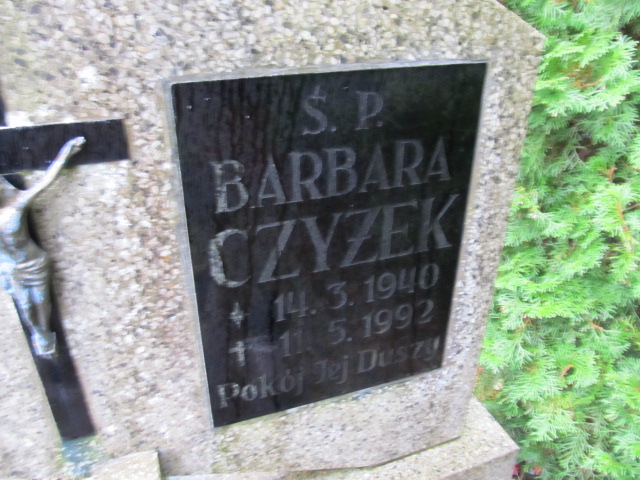 Ś. P.
BARBARA
CZYŻEK
* 14. 3. 1940
+ 11. 5. 1992
Pokój Jej Duszy